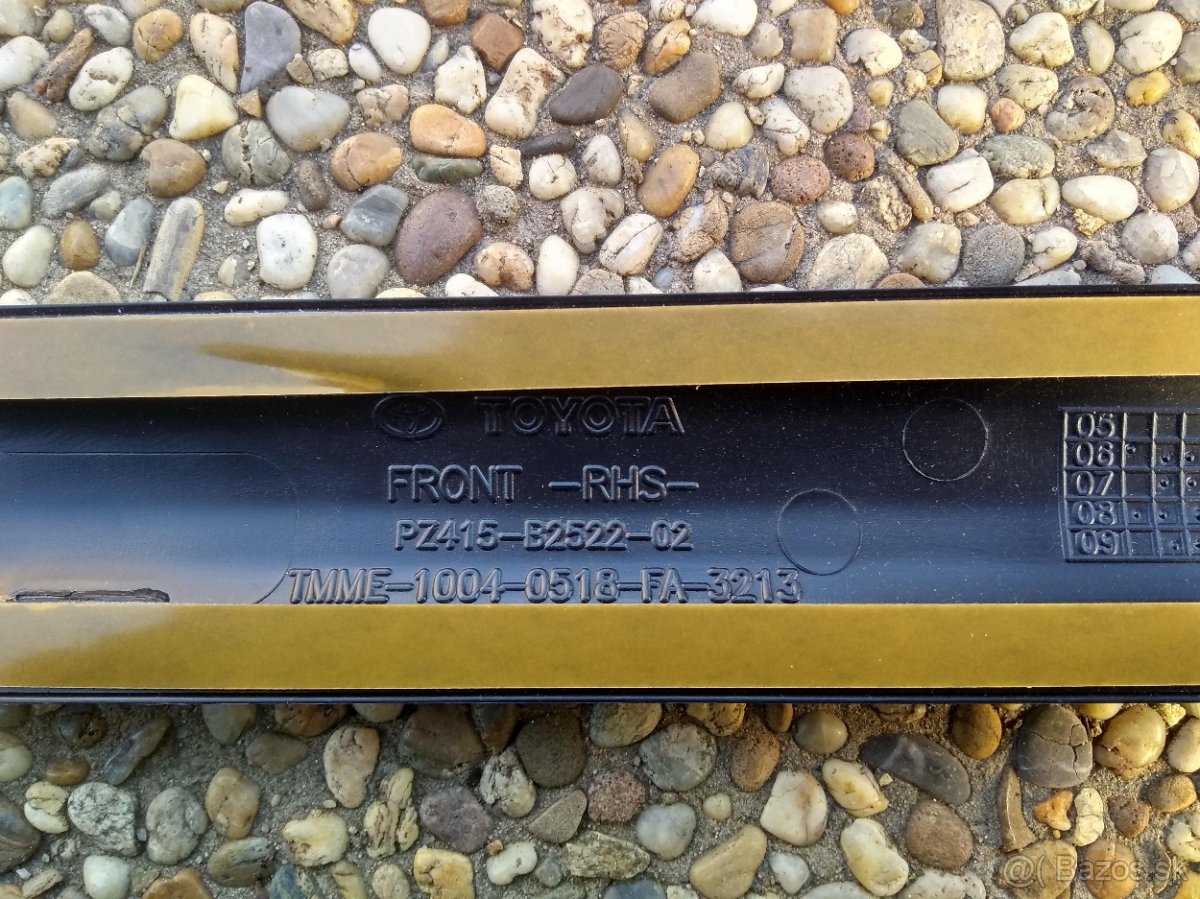 TOYOTA
FRONT -RHS-
PZ415-B2522-02
TMME-1004-0518-FA-3213
05
06
07
08
09
@ Bazos.sk